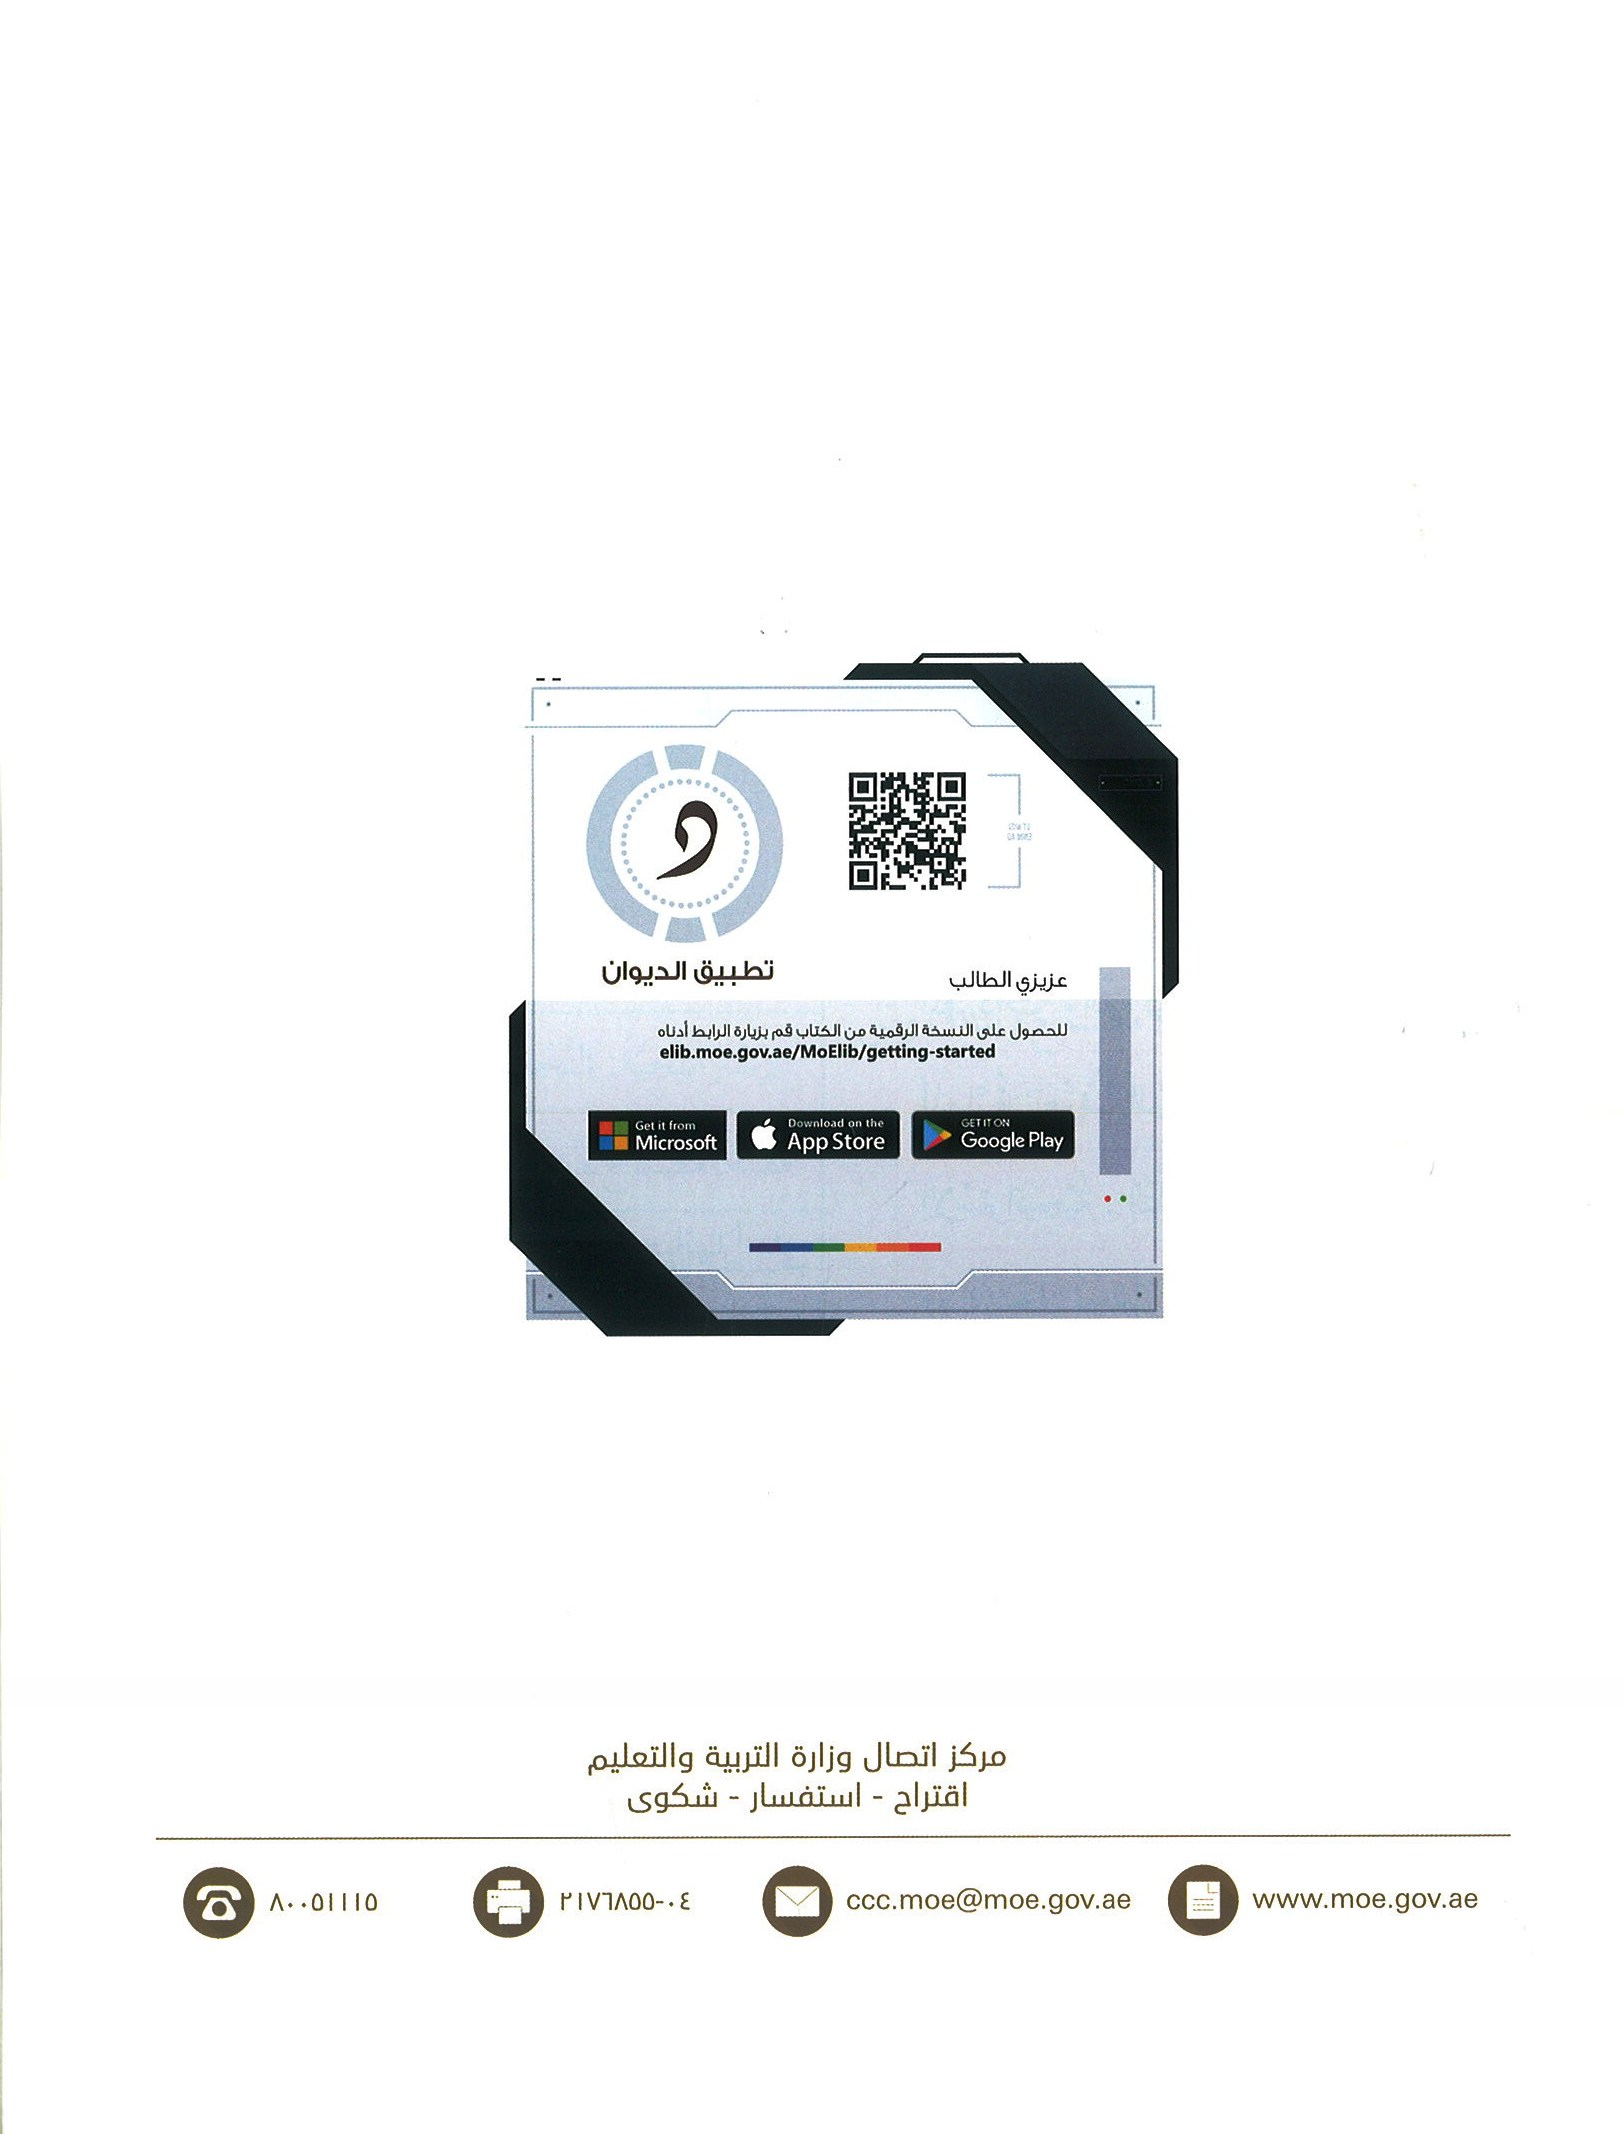 و
تطبيق الديوان
عزيزي الطالب
للحصول على النسخة الرقمية من الكتاب قم بزيارة الرابط أدناه
elib.moe.gov.ae/MoElib/getting-started
Get it from
Microsoft
Download on the
App Store
GET IT ON
Google Play
مركز اتصال وزارة التربية والتعليم
اقتراح - استفسار - شكوى
٨٠٠٥١١١٥
٠٤-٢١٧٦٨٥٥
ccc.moe@moe.gov.ae
www.moe.gov.ae